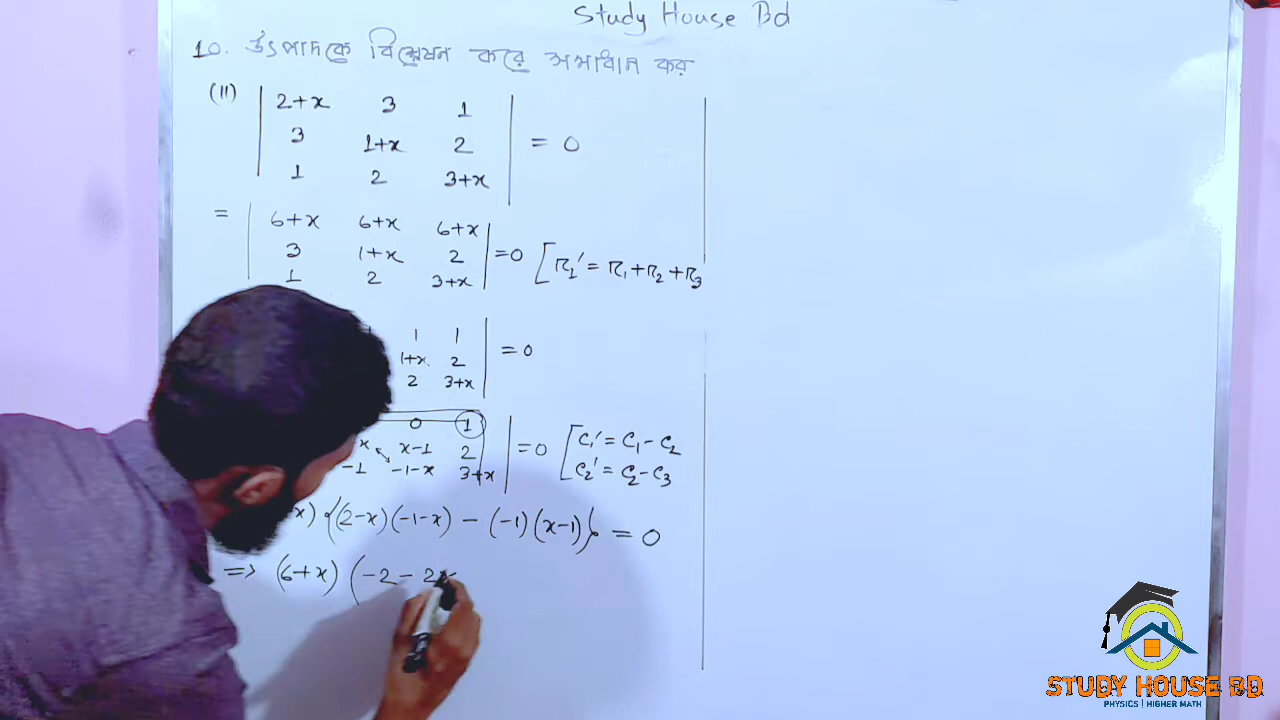 Study House Bd
10. উৎপাদকে বিশ্লেষন করে সমাধান কর
(II) | 2+x 3 1 |
| 3 1+x 2 | = 0
| 1 2 3+x |
= | 6+x 6+x 6+x |
| 3 1+x 2 | =0 [R₁′ = R₁+R₂+R₃
| 1 2 3+x |
1 1 |
1+x 2 | =0
2 3+x |
0 1 |
x x-1 2 | =0 [C₁′ = C₁-C₂
-1 -1-x 3+x | C₂′ = C₂-C₃
x) {(2-x)(-1-x) - (-1)(x-1)} = 0
=> (6+x) (-2-2x
STUDY HOUSE BD
PHYSICS | HIGHER MATH